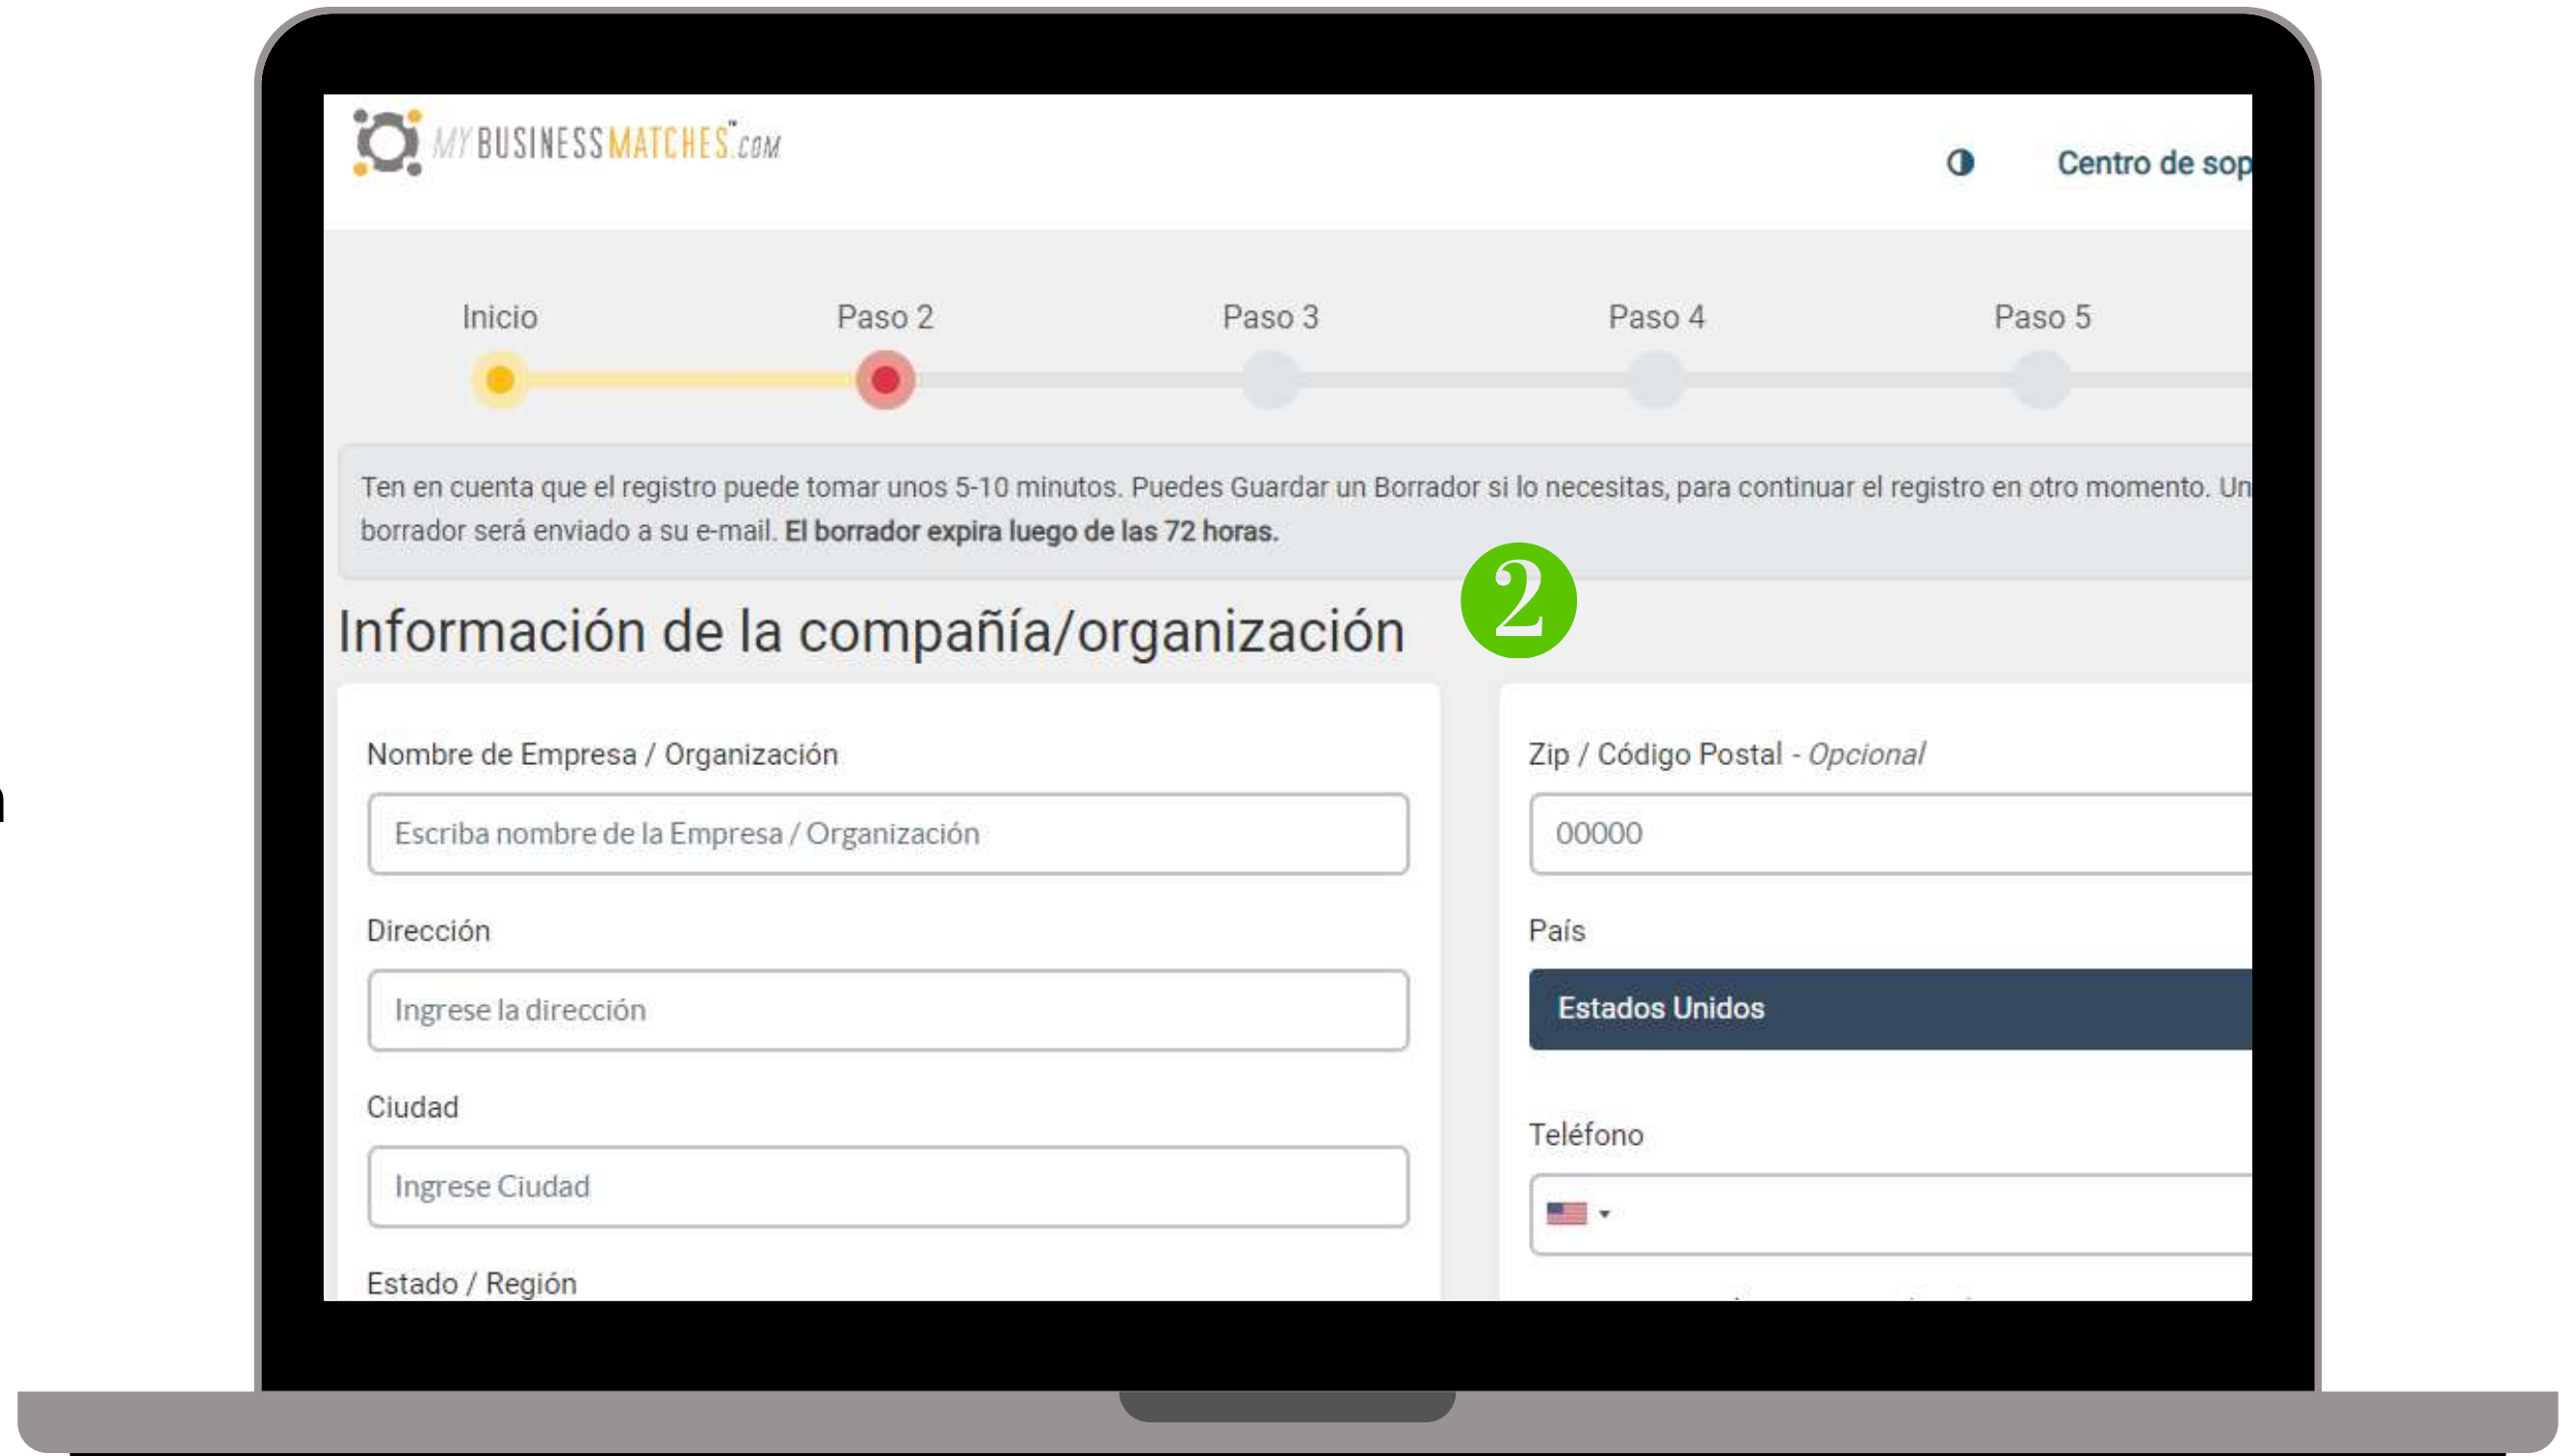 MY BUSINESS MATCHES™.COM
Centro de sop
Inicio
Paso 2
Paso 3
Paso 4
Paso 5
Ten en cuenta que el registro puede tomar unos 5-10 minutos. Puedes Guardar un Borrador si lo necesitas, para continuar el registro en otro momento. Un
borrador será enviado a su e-mail. El borrador expira luego de las 72 horas.
2
Información de la compañía/organización
Nombre de Empresa / Organización
Escriba nombre de la Empresa / Organización
Dirección
Ingrese la dirección
Ciudad
Ingrese Ciudad
Estado / Región
Zip / Código Postal - Opcional
00000
País
Estados Unidos
Teléfono